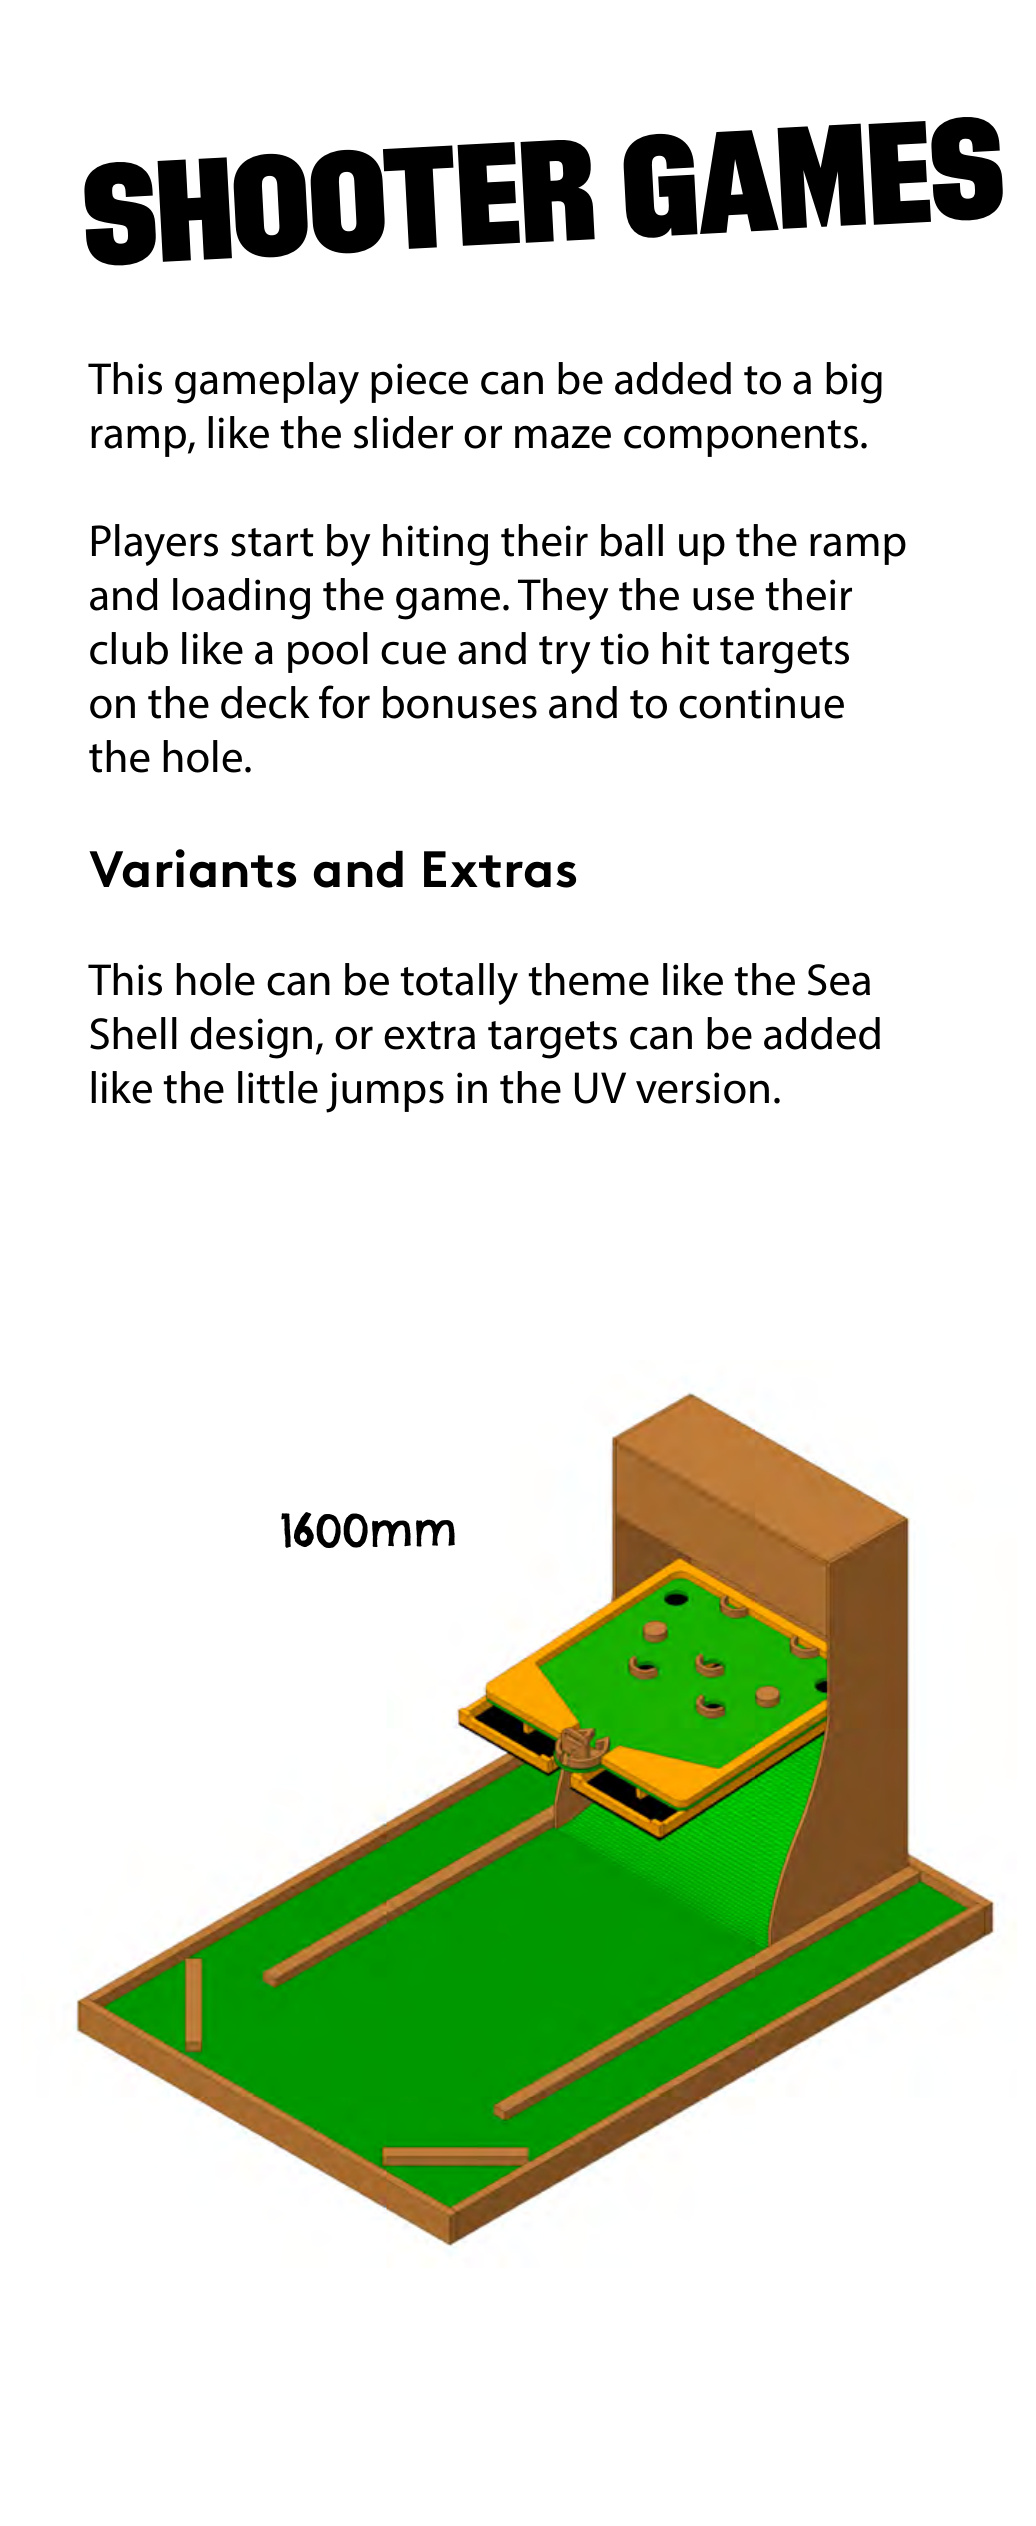 SHOOTER GAMES
This gameplay piece can be added to a big
ramp, like the slider or maze components.
Players start by hiting their ball up the ramp
and loading the game. They the use their
club like a pool cue and try tio hit targets
on the deck for bonuses and to continue
the hole.
Variants and Extras
This hole can be totally theme like the Sea
Shell design, or extra targets can be added
like the little jumps in the UV version.
1600mm